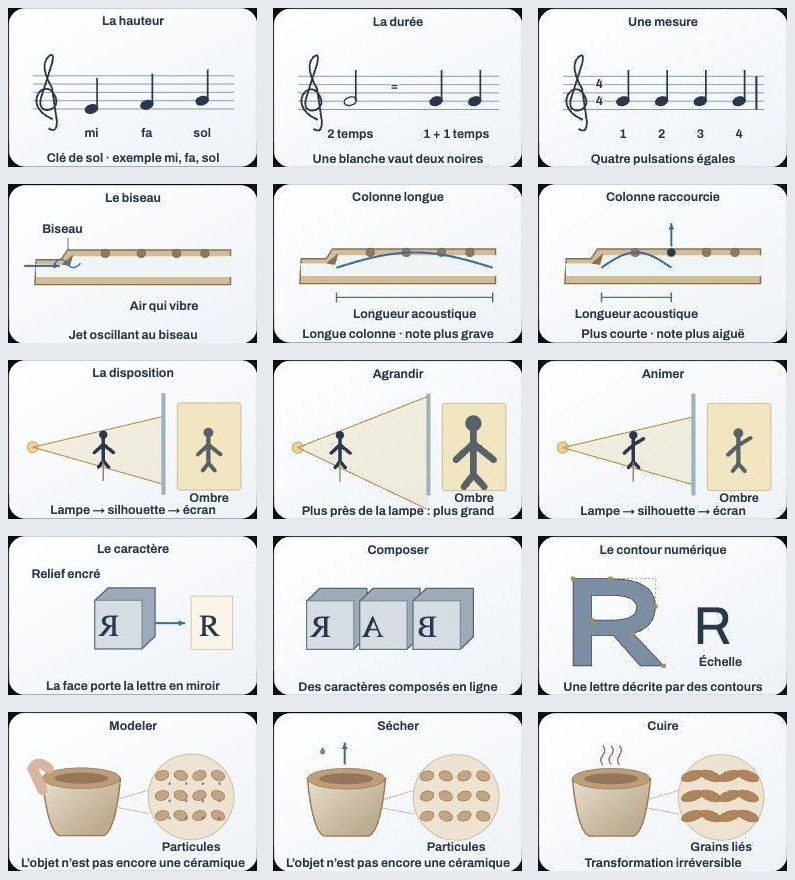 La hauteur
mi fa sol
Clé de sol · exemple mi, fa, sol
La durée
=
2 temps 1 + 1 temps
Une blanche vaut deux noires
Une mesure
4
4
1 2 3 4
Quatre pulsations égales
Le biseau
Biseau
Air qui vibre
Jet oscillant au biseau
Colonne longue
Longueur acoustique
Longue colonne · note plus grave
Colonne raccourcie
Longueur acoustique
Plus courte · note plus aiguë
La disposition
Ombre
Lampe → silhouette → écran
Agrandir
Ombre
Plus près de la lampe : plus grand
Animer
Ombre
Lampe → silhouette → écran
Le caractère
Relief encré
R R
La face porte la lettre en miroir
Composer
R A B
Des caractères composés en ligne
Le contour numérique
R R
Échelle
Une lettre décrite par des contours
Modeler
Particules
L'objet n'est pas encore une céramique
Sécher
Particules
L'objet n'est pas encore une céramique
Cuire
Grains liés
Transformation irréversible